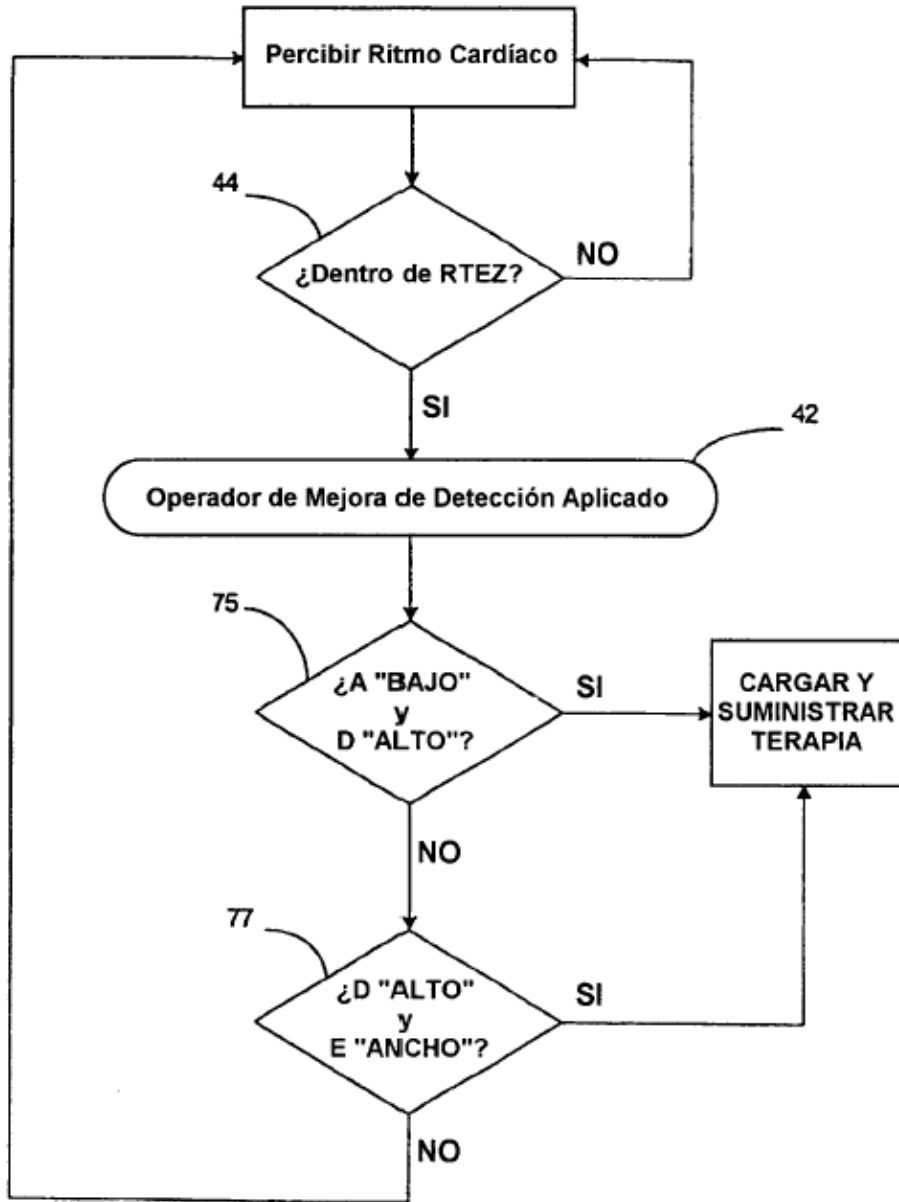 Percibir Ritmo Cardíaco
44
¿Dentro de RTEZ?
NO
SI
42
Operador de Mejora de Detección Aplicado
75
¿A "BAJO"
y
D "ALTO"?
SI
CARGAR Y
SUMINISTRAR
TERAPIA
NO
77
¿D "ALTO"
y
E "ANCHO"?
SI
NO